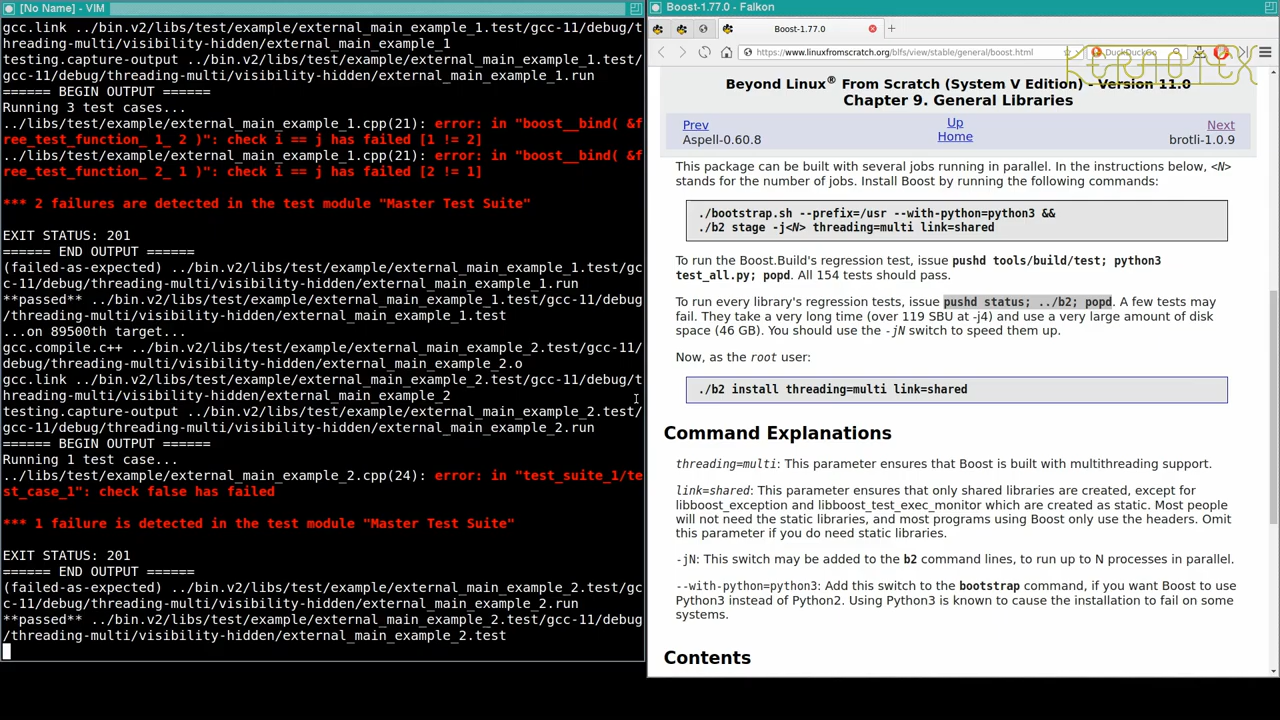 [No Name] - VIM
gcc.link ../bin.v2/libs/test/example/external_main_example_1.test/gcc-11/debug/t
hreading-multi/visibility-hidden/external_main_example_1
testing.capture-output ../bin.v2/libs/test/example/external_main_example_1.test/
gcc-11/debug/threading-multi/visibility-hidden/external_main_example_1.run
====== BEGIN OUTPUT ======
Running 3 test cases...
../libs/test/example/external_main_example_1.cpp(21): error: in "boost__bind( &f
ree_test_function_ 1_ 2 )": check i == j has failed [1 != 2]
../libs/test/example/external_main_example_1.cpp(21): error: in "boost__bind( &f
ree_test_function_ 2_ 1 )": check i == j has failed [2 != 1]
*** 2 failures are detected in the test module "Master Test Suite"
EXIT STATUS: 201
====== END OUTPUT ======
(failed-as-expected) ../bin.v2/libs/test/example/external_main_example_1.test/gc
c-11/debug/threading-multi/visibility-hidden/external_main_example_1.run
**passed** ../bin.v2/libs/test/example/external_main_example_1.test/gcc-11/debug
/threading-multi/visibility-hidden/external_main_example_1.test
...on 89500th target...
gcc.compile.c++ ../bin.v2/libs/test/example/external_main_example_2.test/gcc-11/
debug/threading-multi/visibility-hidden/external_main_example_2.o
gcc.link ../bin.v2/libs/test/example/external_main_example_2.test/gcc-11/debug/t
hreading-multi/visibility-hidden/external_main_example_2
testing.capture-output ../bin.v2/libs/test/example/external_main_example_2.test/
gcc-11/debug/threading-multi/visibility-hidden/external_main_example_2.run
====== BEGIN OUTPUT ======
Running 1 test case...
../libs/test/example/external_main_example_2.cpp(24): error: in "test_suite_1/te
st_case_1": check false has failed
*** 1 failure is detected in the test module "Master Test Suite"
EXIT STATUS: 201
====== END OUTPUT ======
(failed-as-expected) ../bin.v2/libs/test/example/external_main_example_2.test/gc
c-11/debug/threading-multi/visibility-hidden/external_main_example_2.run
**passed** ../bin.v2/libs/test/example/external_main_example_2.test/gcc-11/debug
/threading-multi/visibility-hidden/external_main_example_2.test
Boost-1.77.0 - Falkon
Boost-1.77.0
https://www.linuxfromscratch.org/blfs/view/stable/general/boost.html
DuckDuckGo
KERNOTEX
Beyond Linux® From Scratch (System V Edition) - Version 11.0
Chapter 9. General Libraries
Prev Up Next
Aspell-0.60.8 Home brotli-1.0.9
This package can be built with several jobs running in parallel. In the instructions below, <N>
stands for the number of jobs. Install Boost by running the following commands:
./bootstrap.sh --prefix=/usr --with-python=python3 &&
./b2 stage -j<N> threading=multi link=shared
To run the Boost.Build's regression test, issue pushd tools/build/test; python3
test_all.py; popd. All 154 tests should pass.
To run every library's regression tests, issue pushd status; ../b2; popd. A few tests may
fail. They take a very long time (over 119 SBU at -j4) and use a very large amount of disk
space (46 GB). You should use the -jN switch to speed them up.
Now, as the root user:
./b2 install threading=multi link=shared
Command Explanations
threading=multi: This parameter ensures that Boost is built with multithreading support.
link=shared: This parameter ensures that only shared libraries are created, except for
libboost_exception and libboost_test_exec_monitor which are created as static. Most people
will not need the static libraries, and most programs using Boost only use the headers. Omit
this parameter if you do need static libraries.
-jN: This switch may be added to the b2 command lines, to run up to N processes in parallel.
--with-python=python3: Add this switch to the bootstrap command, if you want Boost to use
Python3 instead of Python2. Using Python3 is known to cause the installation to fail on some
systems.
Contents